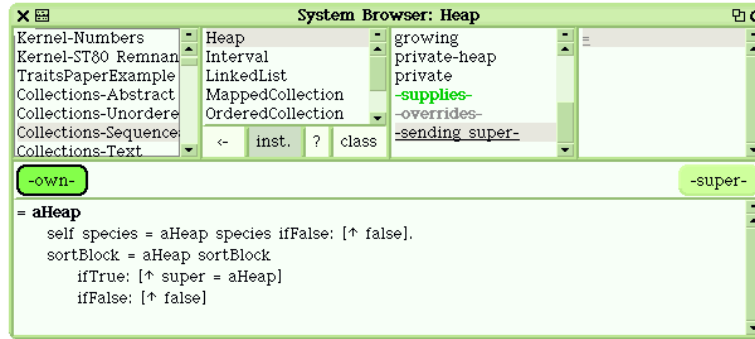 System Browser: Heap
Kernel-Numbers
Kernel-ST80 Remnan
TraitsPaperExample
Collections-Abstract
Collections-Unordere
Collections-Sequence
Collections-Text
Heap
Interval
LinkedList
MappedCollection
OrderedCollection
<- inst. ? class
growing
private-heap
private
-supplies-
-overrides-
-sending super-
=
-own-
-super-
= aHeap
self species = aHeap species ifFalse: [↑ false].
sortBlock = aHeap sortBlock
ifTrue: [↑ super = aHeap]
ifFalse: [↑ false]